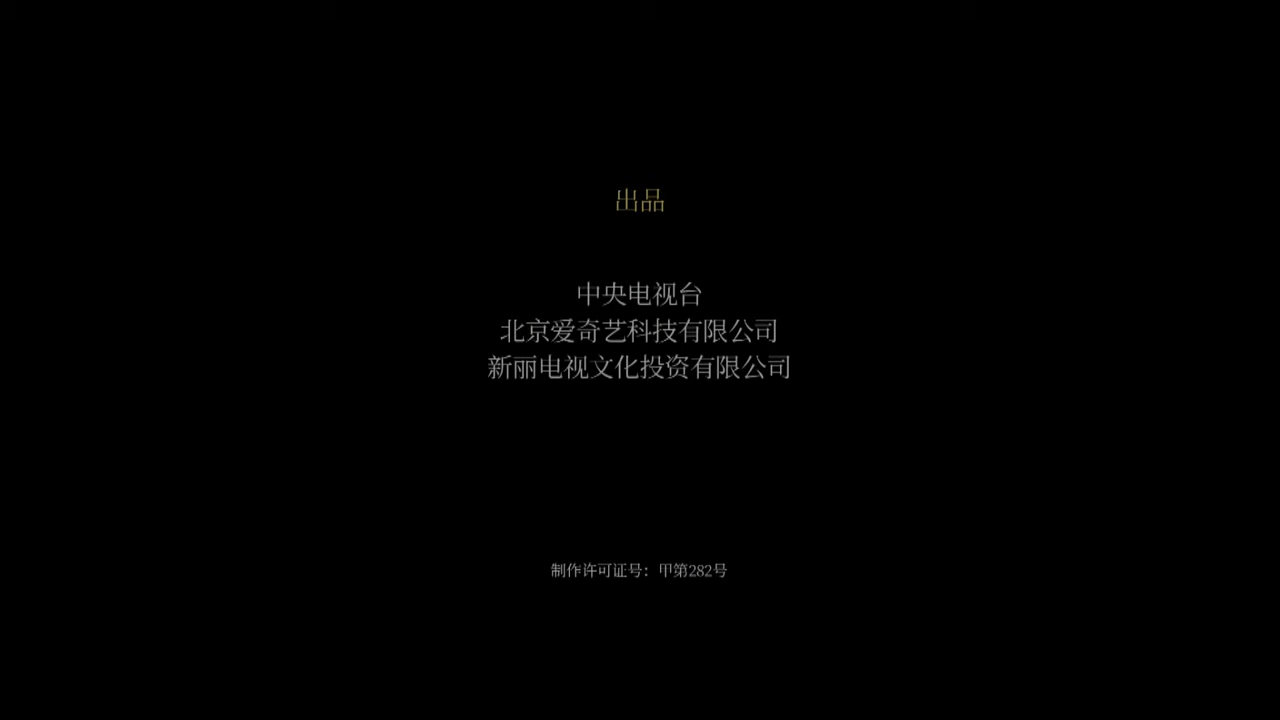 出品
中央电视台
北京爱奇艺科技有限公司
新丽电视文化投资有限公司
制作许可证号：甲第282号